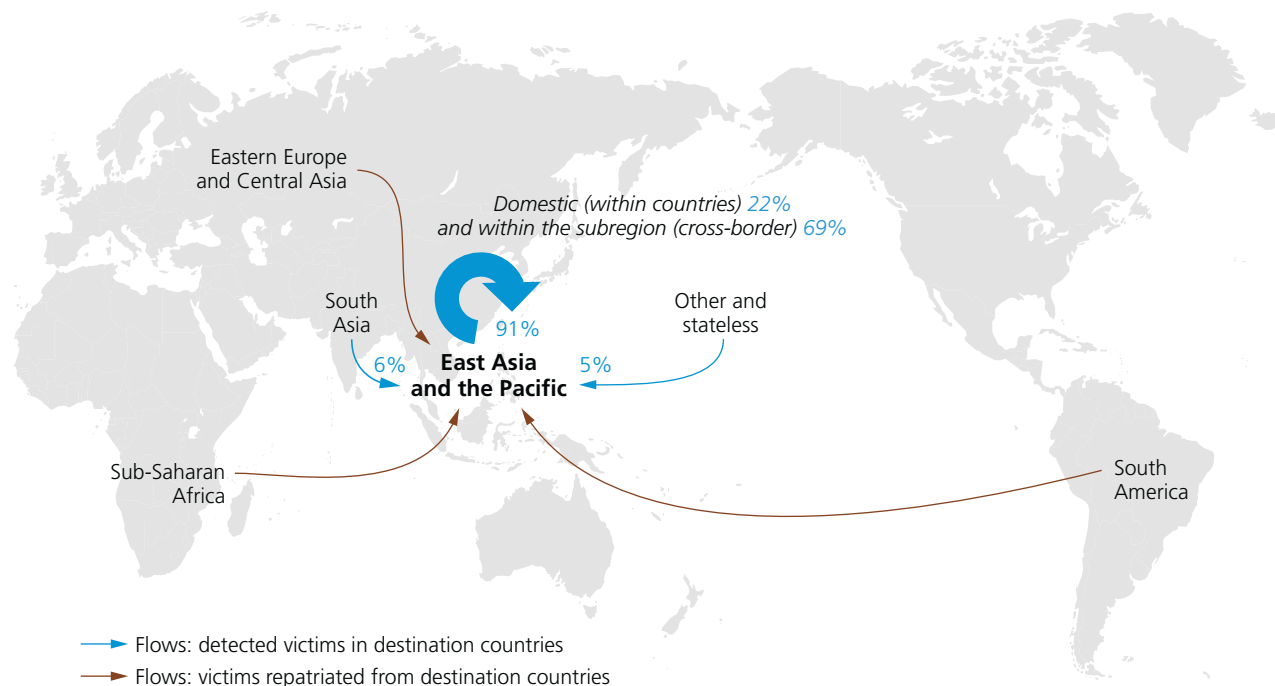 Eastern Europe
and Central Asia
Domestic (within countries) 22%
and within the subregion (cross-border) 69%
South
Asia
Other and
stateless
91%
6%
East Asia
and the Pacific
5%
Sub-Saharan
Africa
South
America
Flows: detected victims in destination countries
Flows: victims repatriated from destination countries